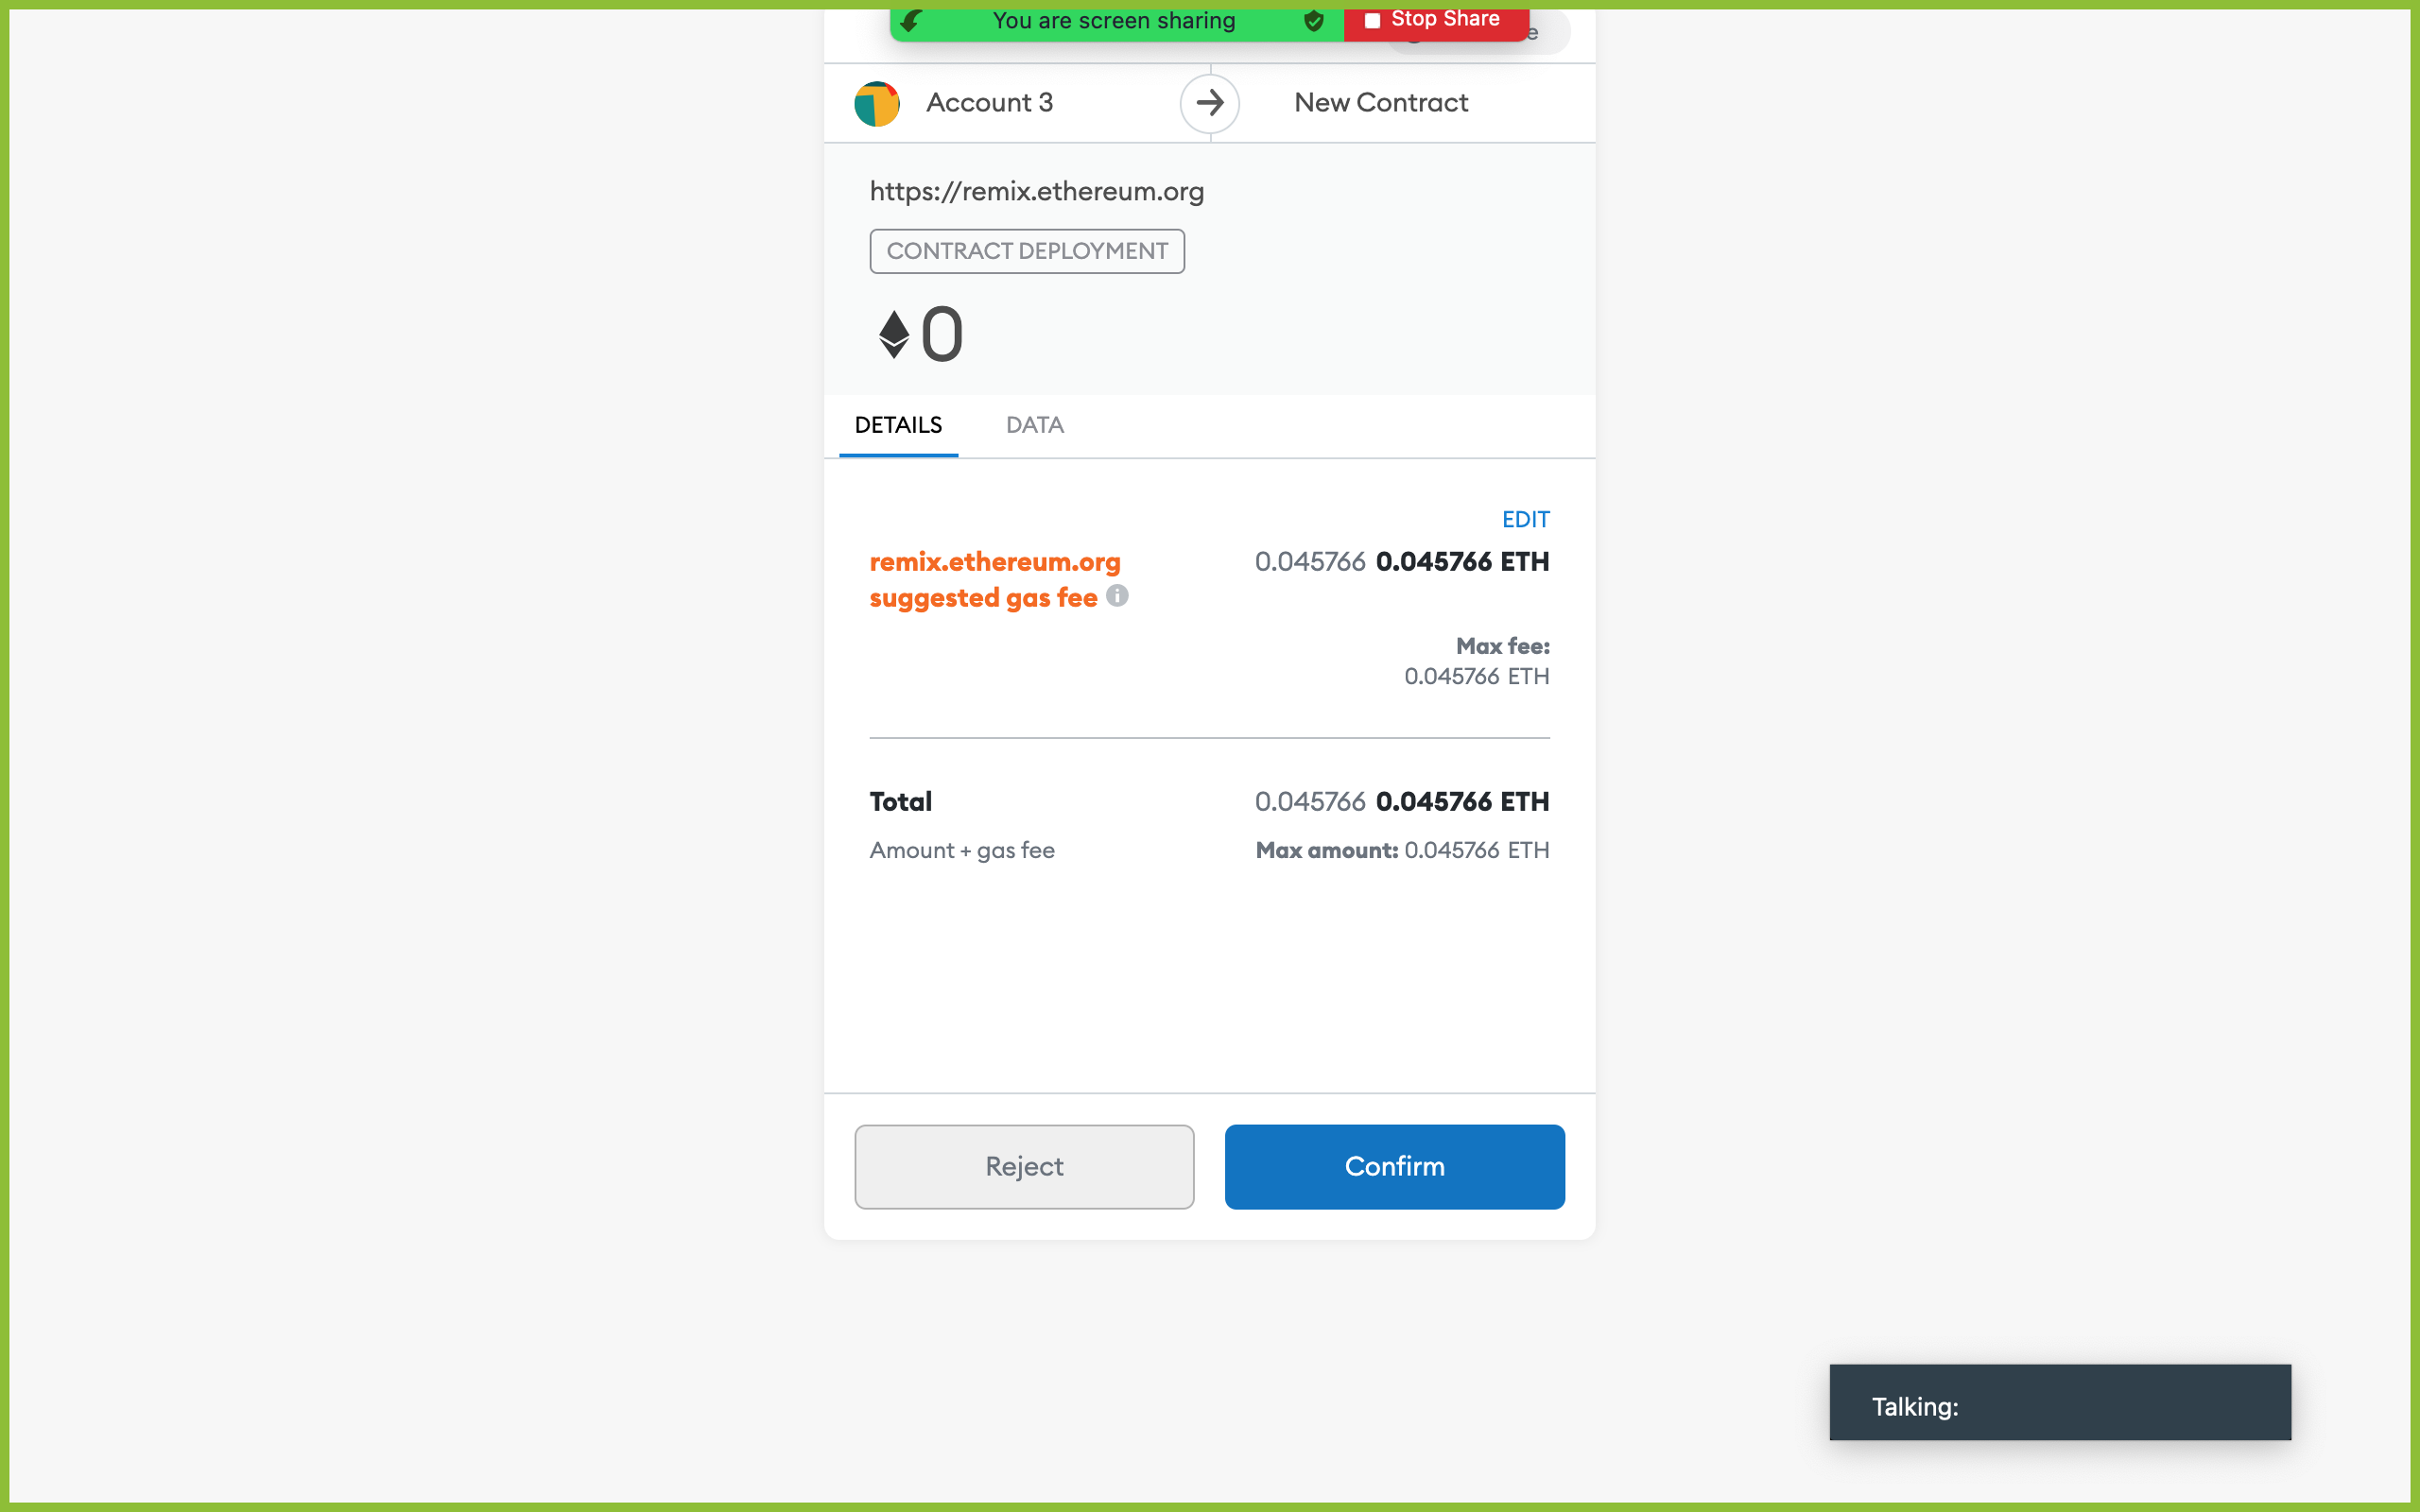 You are screen sharing
Stop Share
Account 3
New Contract
https://remix.ethereum.org
CONTRACT DEPLOYMENT
0
DETAILS
DATA
EDIT
remix.ethereum.org 0.045766 0.045766 ETH
suggested gas fee
Max fee:
0.045766 ETH
Total 0.045766 0.045766 ETH
Amount + gas fee Max amount: 0.045766 ETH
Reject
Confirm
Talking: